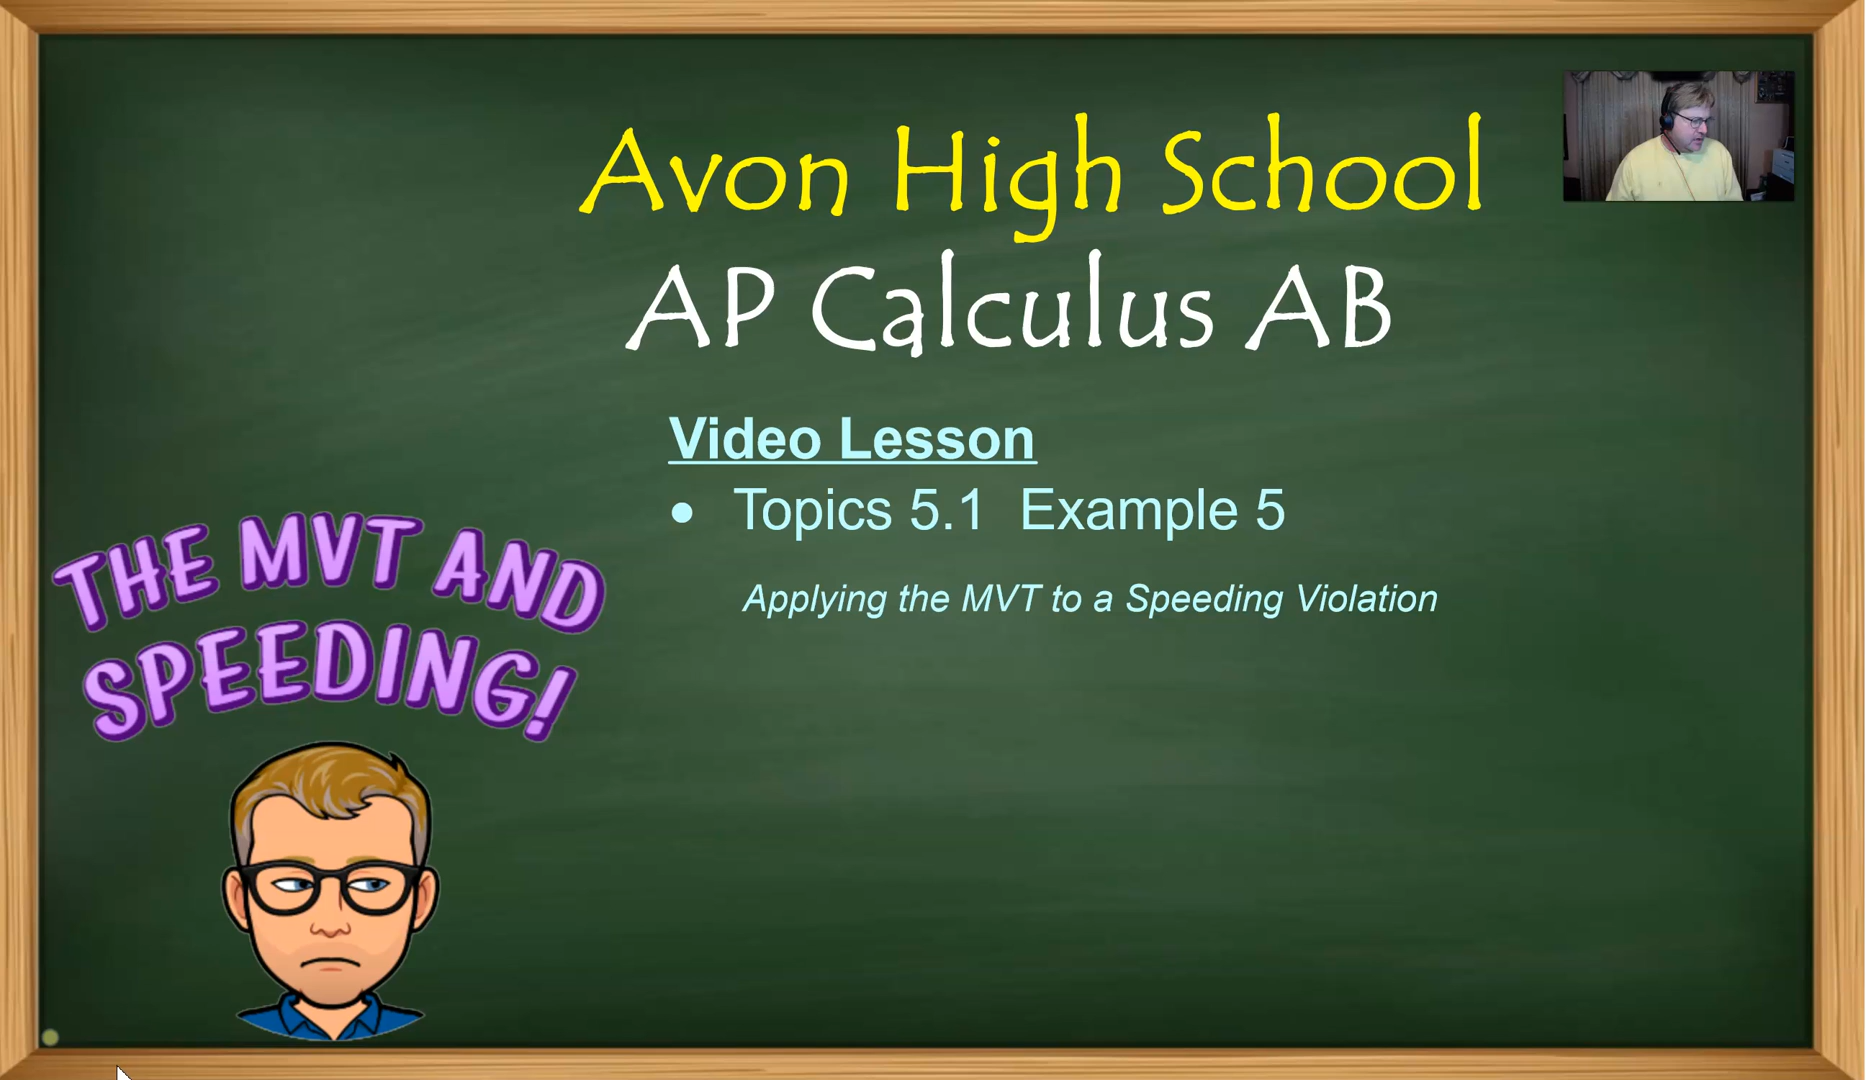 Avon High School
AP Calculus AB
Video Lesson
• Topics 5.1 Example 5
Applying the MVT to a Speeding Violation
THE MVT AND
SPEEDING!